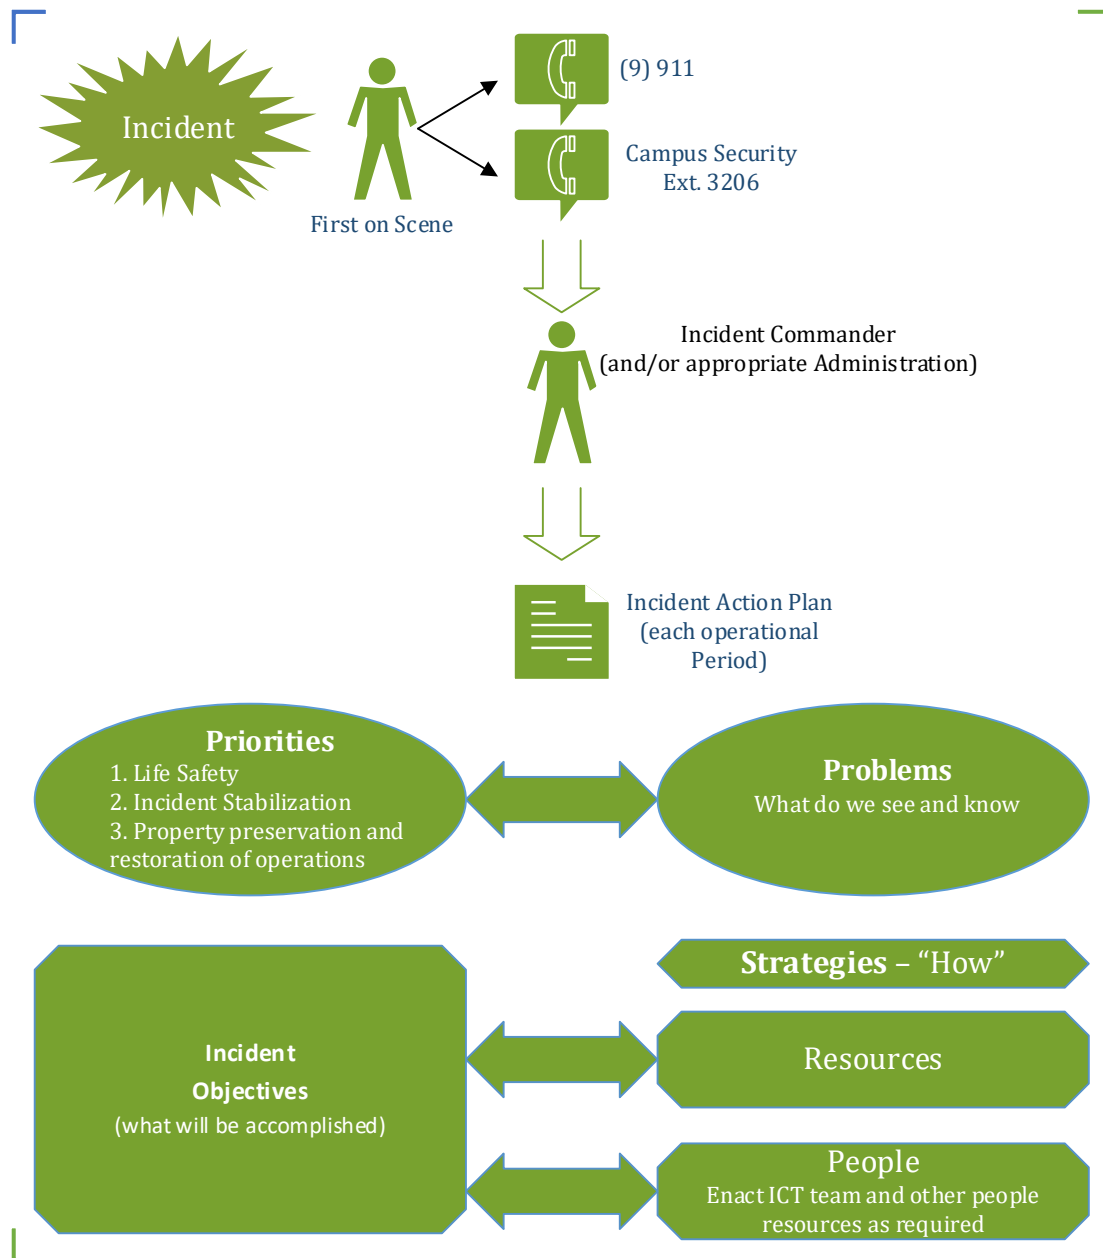 Incident
First on Scene
(9) 911
Campus Security
Ext. 3206
Incident Commander
(and/or appropriate Administration)
Incident Action Plan
(each operational
Period)
Priorities
1. Life Safety
2. Incident Stabilization
3. Property preservation and
restoration of operations
Problems
What do we see and know
Incident
Objectives
(what will be accomplished)
Strategies – “How”
Resources
People
Enact ICT team and other people
resources as required